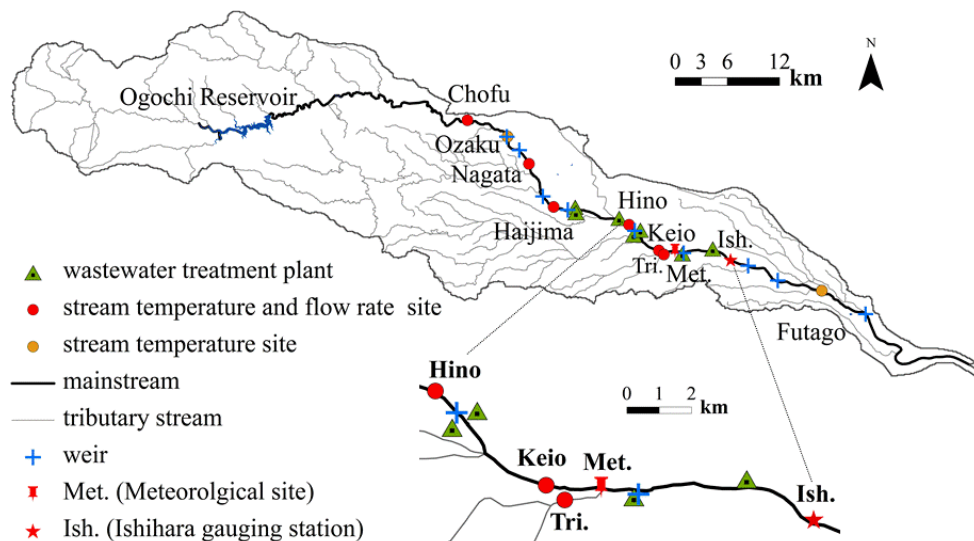 0 3 6 12 km
N
Ogochi Reservoir
Chofu
Ozaku
Nagata
Haijima
Hino
Keio
Ish.
Tri.
Met.
Futago
wastewater treatment plant
stream temperature and flow rate site
stream temperature site
mainstream
tributary stream
weir
Met. (Meteorolgical site)
Ish. (Ishihara gauging station)
0 1 2 km
Hino
Keio
Met.
Tri.
Ish.